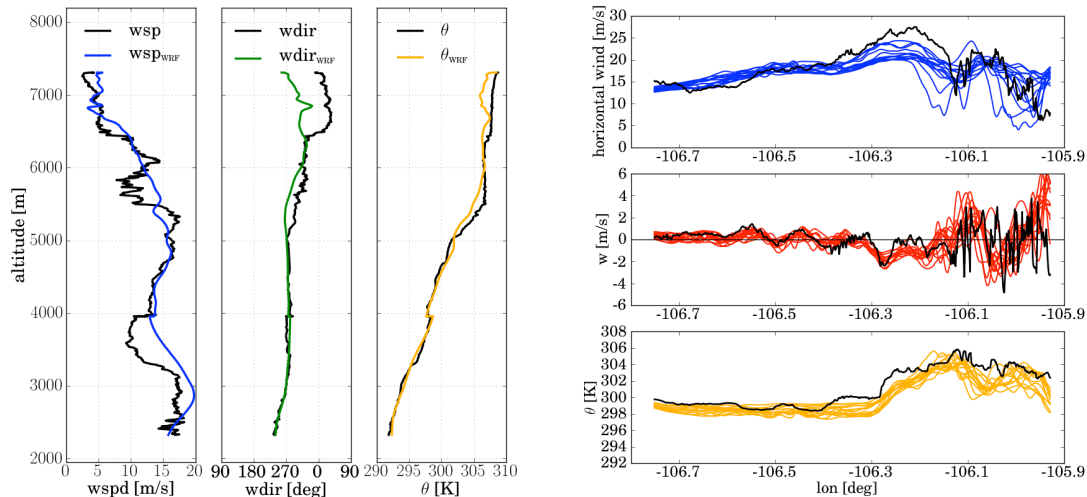 8200
7000
6000
5000
4000
3000
2000
altitude [m]
wsp
wsp_WRF
0 5 10 15 20
wspd [m/s]
wdir
wdir_WRF
90 180 270 0 90
wdir [deg]
θ
θ_WRF
290 295 300 305 310
θ [K]
horizontal wind [m/s]
30
25
20
15
10
5
0
-106.7 -106.5 -106.3 -106.1 -105.9
w [m/s]
6
4
2
0
-2
-4
-6
-106.7 -106.5 -106.3 -106.1 -105.9
θ [K]
308
306
304
302
300
298
296
294
292
-106.7 -106.5 -106.3 -106.1 -105.9
lon [deg]